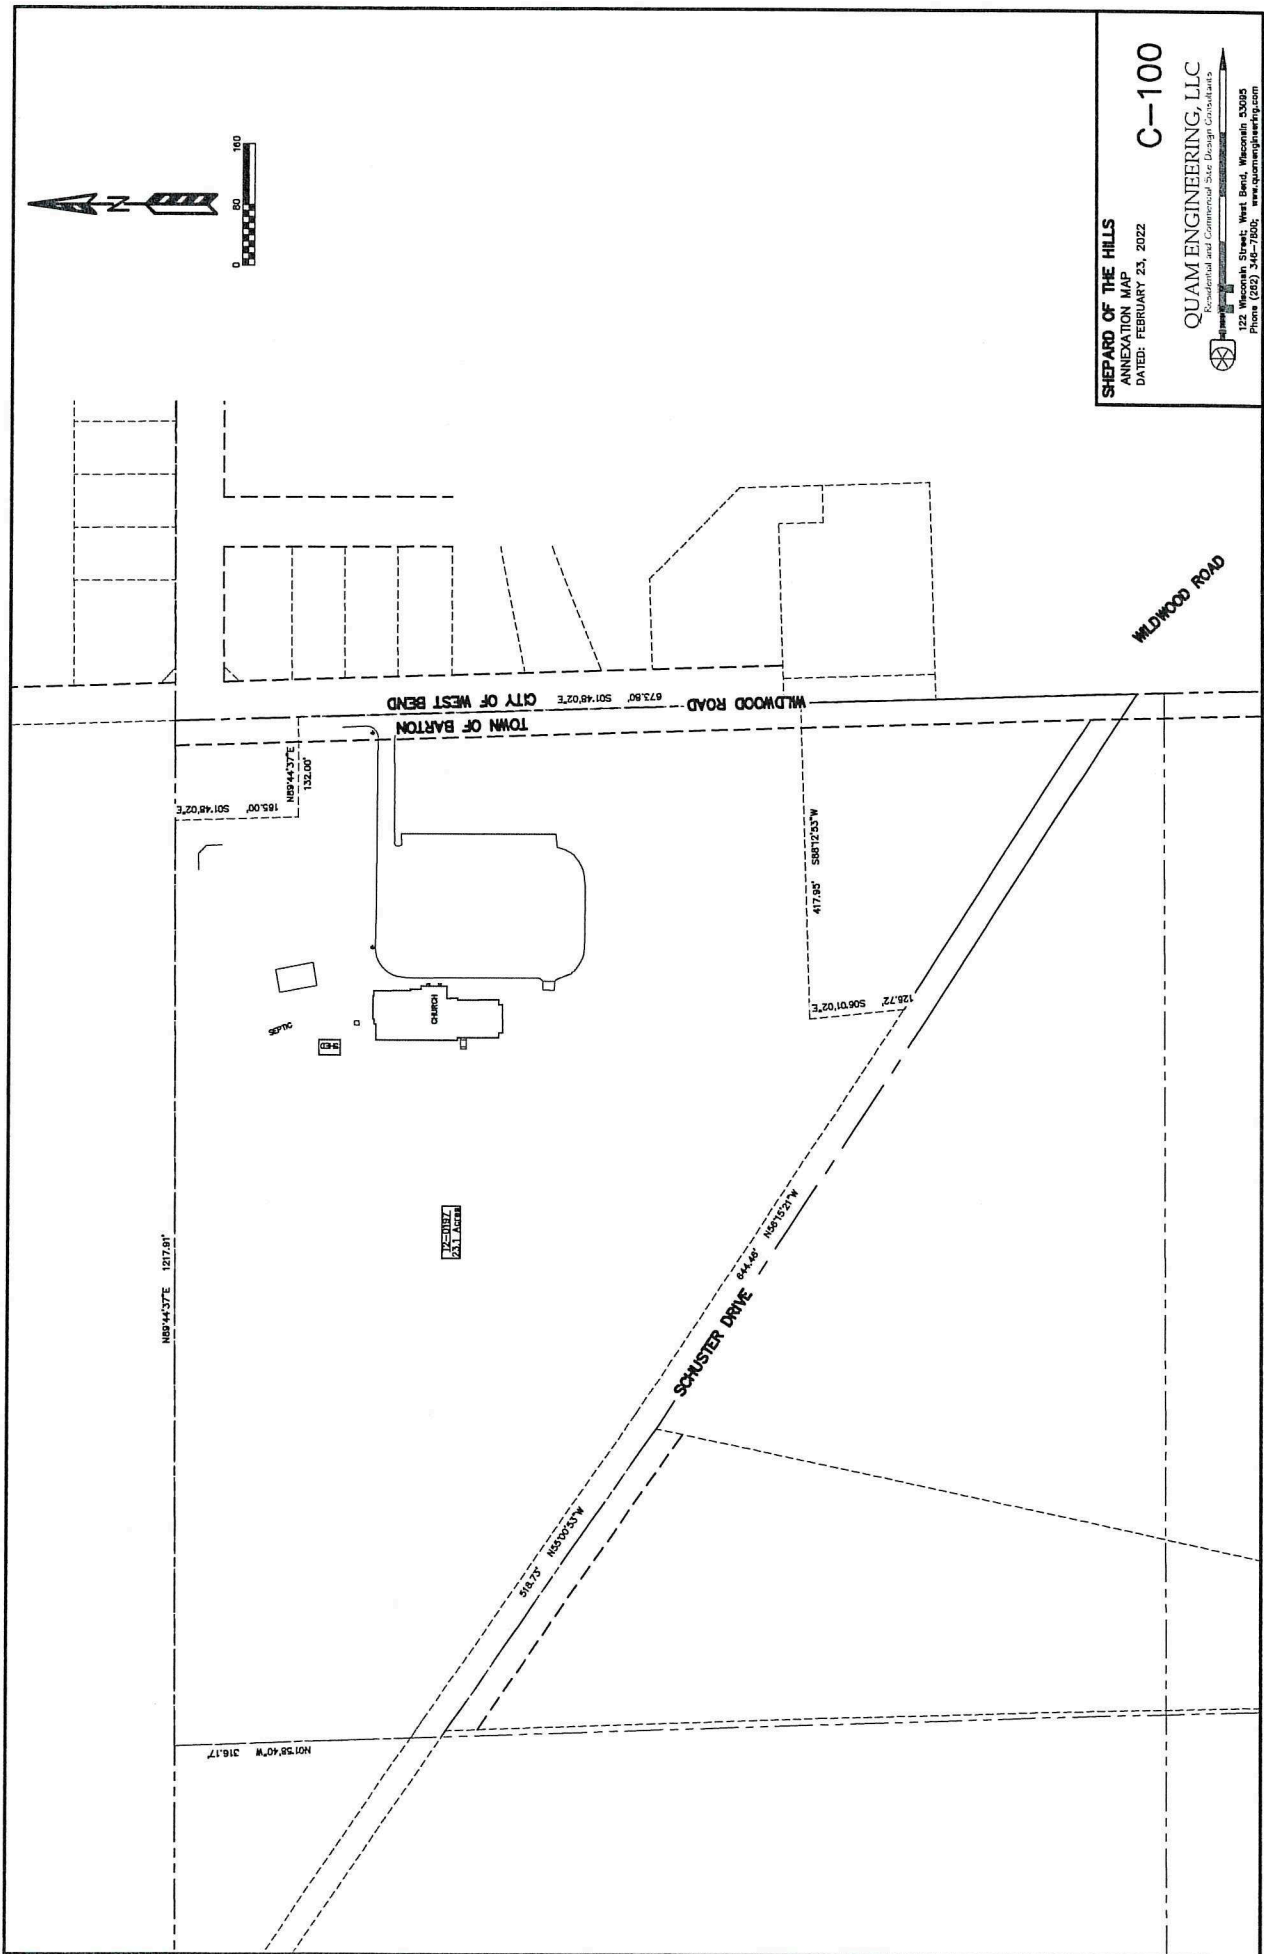 N
0 80 160
N89°44'37"E 1217.91'
165.00' S01°48'02"E
N89°44'37"E
132.00'
TOWN OF BARTON
CITY OF WEST BEND
WILDWOOD ROAD
673.80' S01°48'02"E
SEPTIC
SHED
CHURCH
12-0197
23.1 Acres
417.95' S88°12'53"W
128.72' S06°01'02"E
644.46' N56°15'21"W
SCHUSTER DRIVE
518.73' N55°00'53"W
N01°58'40"W 316.17'
WILDWOOD ROAD
SHEPARD OF THE HILLS
ANNEXATION MAP
DATED: FEBRUARY 23, 2022
C-100
QUAM ENGINEERING, LLC
Residential and Commercial Site Design Consultants
122 Wisconsin Street; West Bend, Wisconsin 53095
Phone (262) 346-7800; www.quamengineering.com